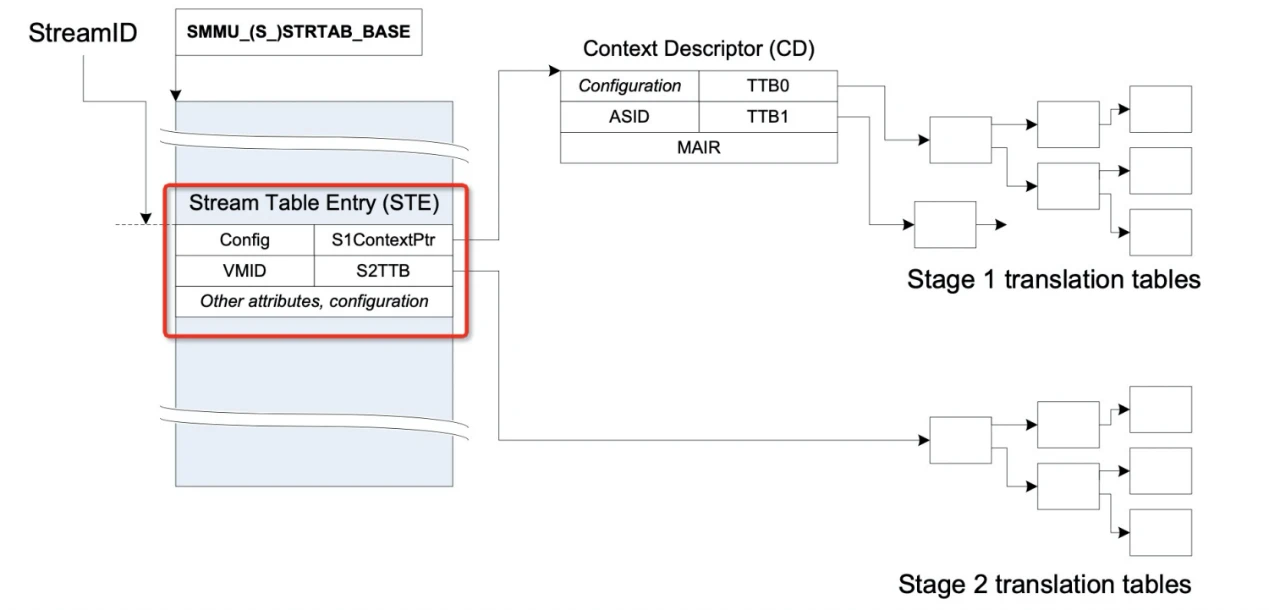 StreamID
SMMU_(S_)STRTAB_BASE
Context Descriptor (CD)
Configuration TTB0
ASID TTB1
MAIR
Stream Table Entry (STE)
Config S1ContextPtr
VMID S2TTB
Other attributes, configuration
Stage 1 translation tables
Stage 2 translation tables